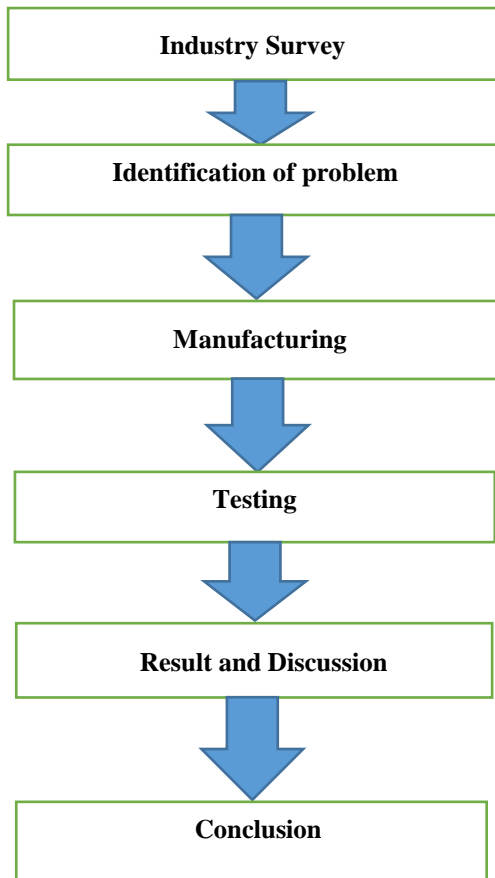 Industry Survey
Identification of problem
Manufacturing
Testing
Result and Discussion
Conclusion